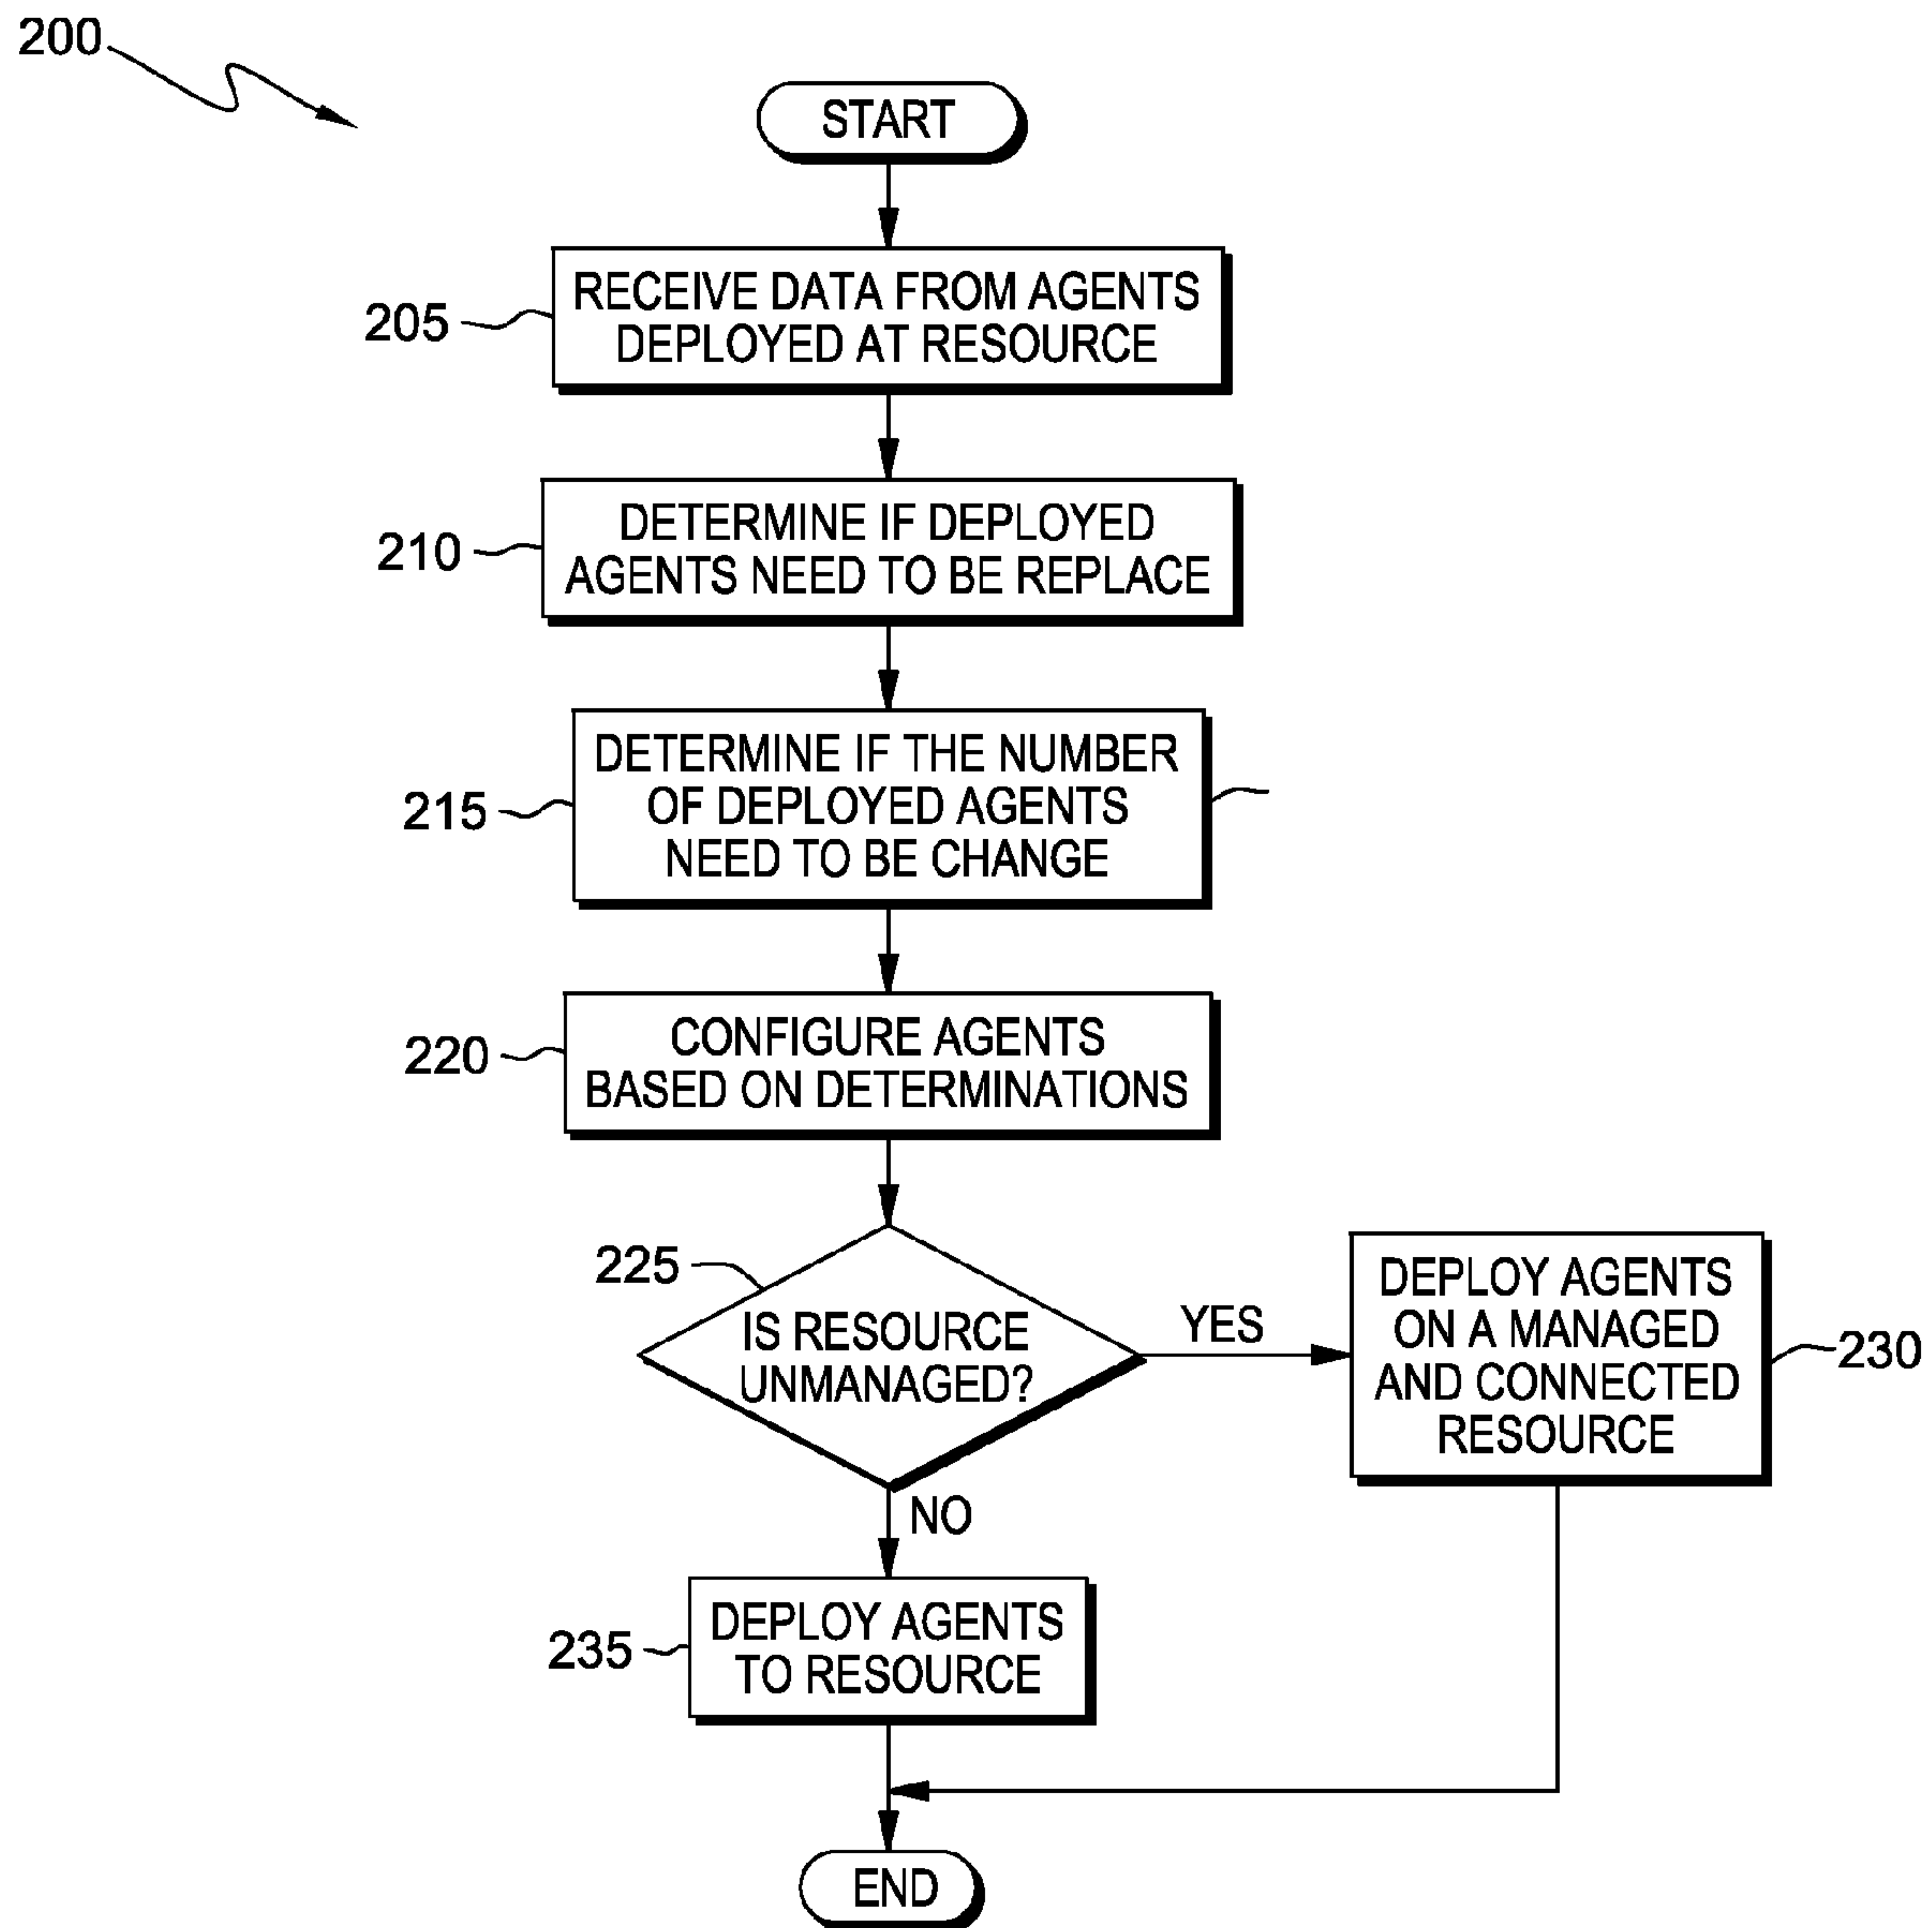 200
START
205
RECEIVE DATA FROM AGENTS
DEPLOYED AT RESOURCE
210
DETERMINE IF DEPLOYED
AGENTS NEED TO BE REPLACE
215
DETERMINE IF THE NUMBER
OF DEPLOYED AGENTS
NEED TO BE CHANGE
220
CONFIGURE AGENTS
BASED ON DETERMINATIONS
225
IS RESOURCE
UNMANAGED?
YES
DEPLOY AGENTS
ON A MANAGED
AND CONNECTED
RESOURCE
230
NO
235
DEPLOY AGENTS
TO RESOURCE
END